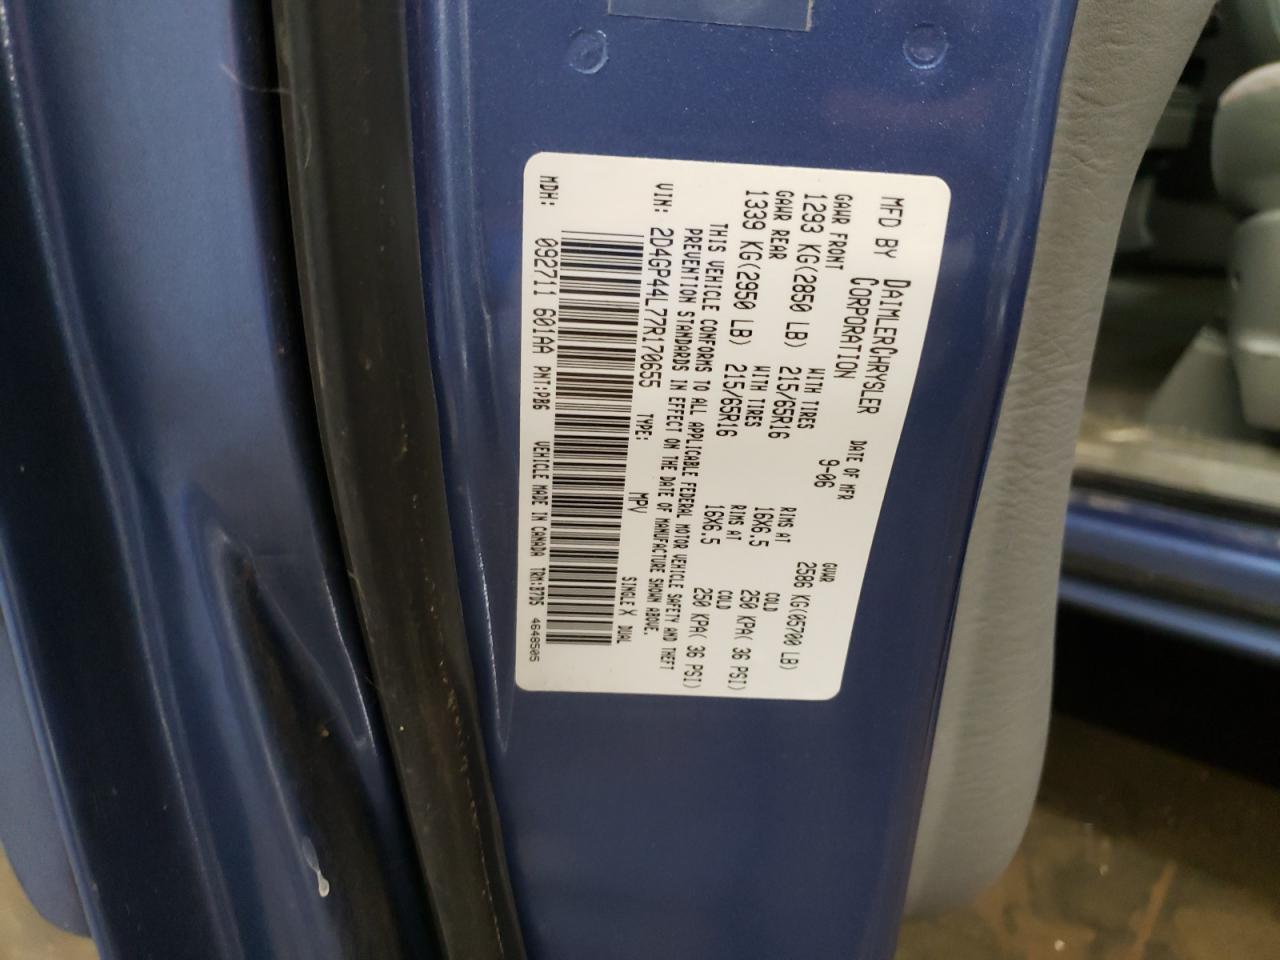 MFD BY DAIMLERCHRYSLER CORPORATION
DATE OF MFR 9-06
GVWR 2586 KG(05700 LB)
GAWR FRONT
WITH TIRES
RIMS AT
COLD
1293 KG(2850 LB) 215/65R16 16X6.5 250 KPA( 36 PSI)
GAWR REAR
WITH TIRES
RIMS AT
COLD
1339 KG(2950 LB) 215/65R16 16X6.5 250 KPA( 36 PSI)
THIS VEHICLE CONFORMS TO ALL APPLICABLE FEDERAL MOTOR VEHICLE SAFETY AND THEFT
PREVENTION STANDARDS IN EFFECT ON THE DATE OF MANUFACTURE SHOWN ABOVE.
VIN: 2D4GP44L77R170655 TYPE: MPV SINGLE X DUAL
MDH: 092711 601AA PNT:PB6 VEHICLE MADE IN CANADA TRM:B7D5 4648505